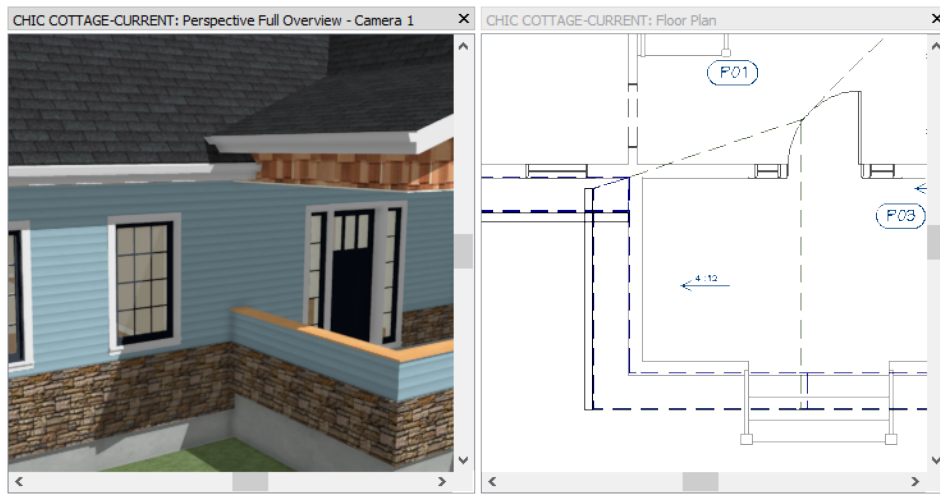 CHIC COTTAGE-CURRENT: Perspective Full Overview - Camera 1
CHIC COTTAGE-CURRENT: Floor Plan
P01
P03
4:12